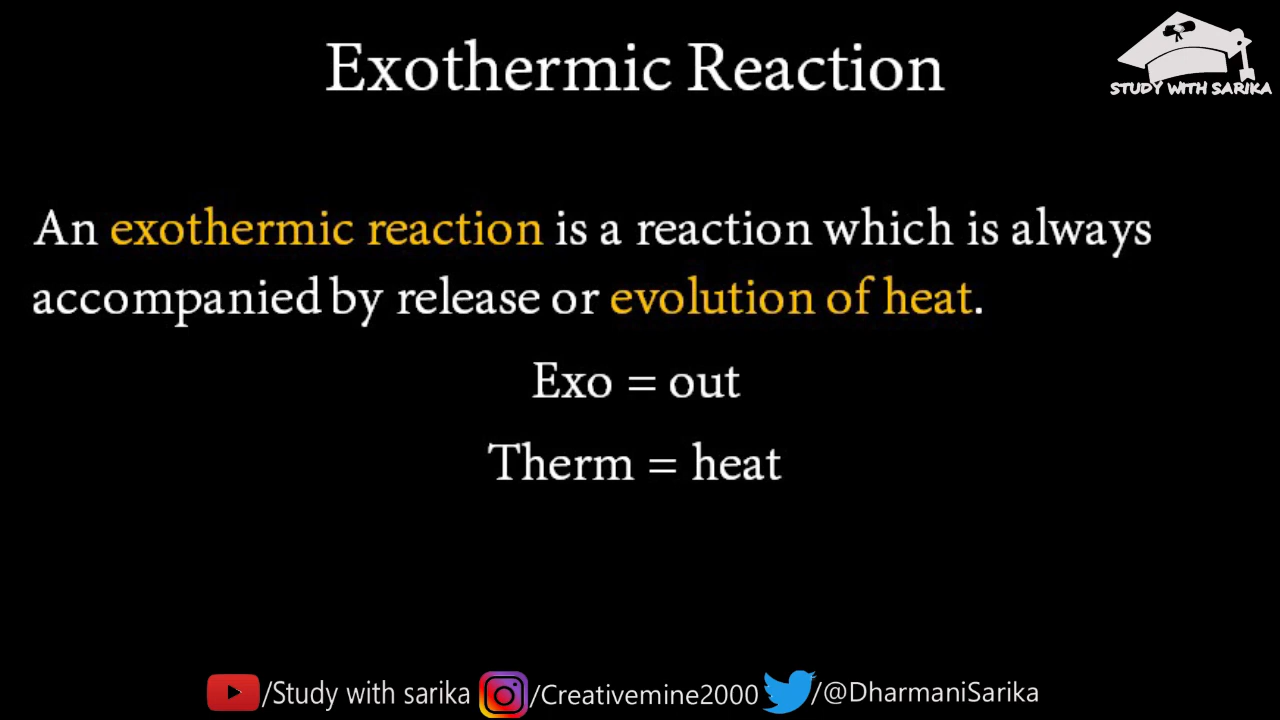 Exothermic Reaction
STUDY WITH SARIKA
An exothermic reaction is a reaction which is always
accompanied by release or evolution of heat.
Exo = out
Therm = heat
/Study with sarika /Creativemine2000 /@DharmaniSarika